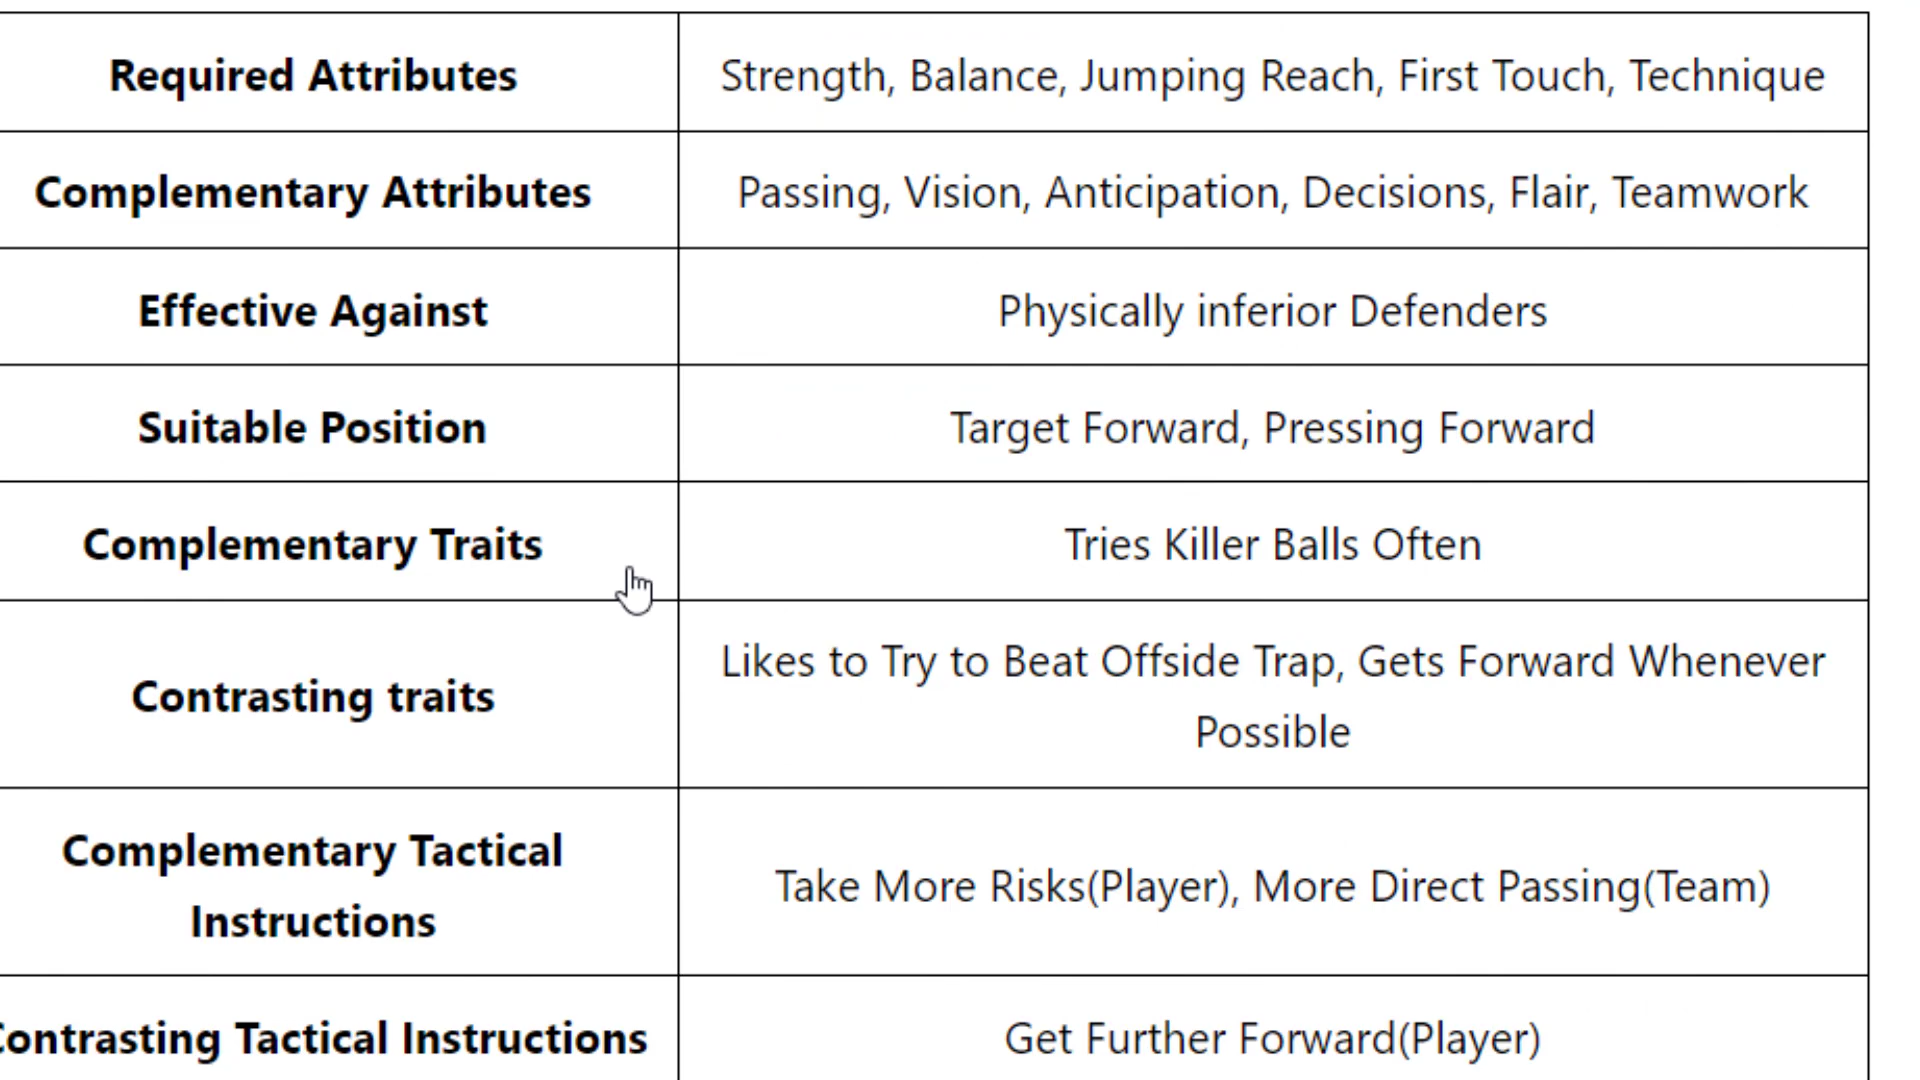 Required Attributes
Strength, Balance, Jumping Reach, First Touch, Technique
Complementary Attributes
Passing, Vision, Anticipation, Decisions, Flair, Teamwork
Effective Against
Physically inferior Defenders
Suitable Position
Target Forward, Pressing Forward
Complementary Traits
Tries Killer Balls Often
Contrasting traits
Likes to Try to Beat Offside Trap, Gets Forward Whenever
Possible
Complementary Tactical
Instructions
Take More Risks(Player), More Direct Passing(Team)
Contrasting Tactical Instructions
Get Further Forward(Player)